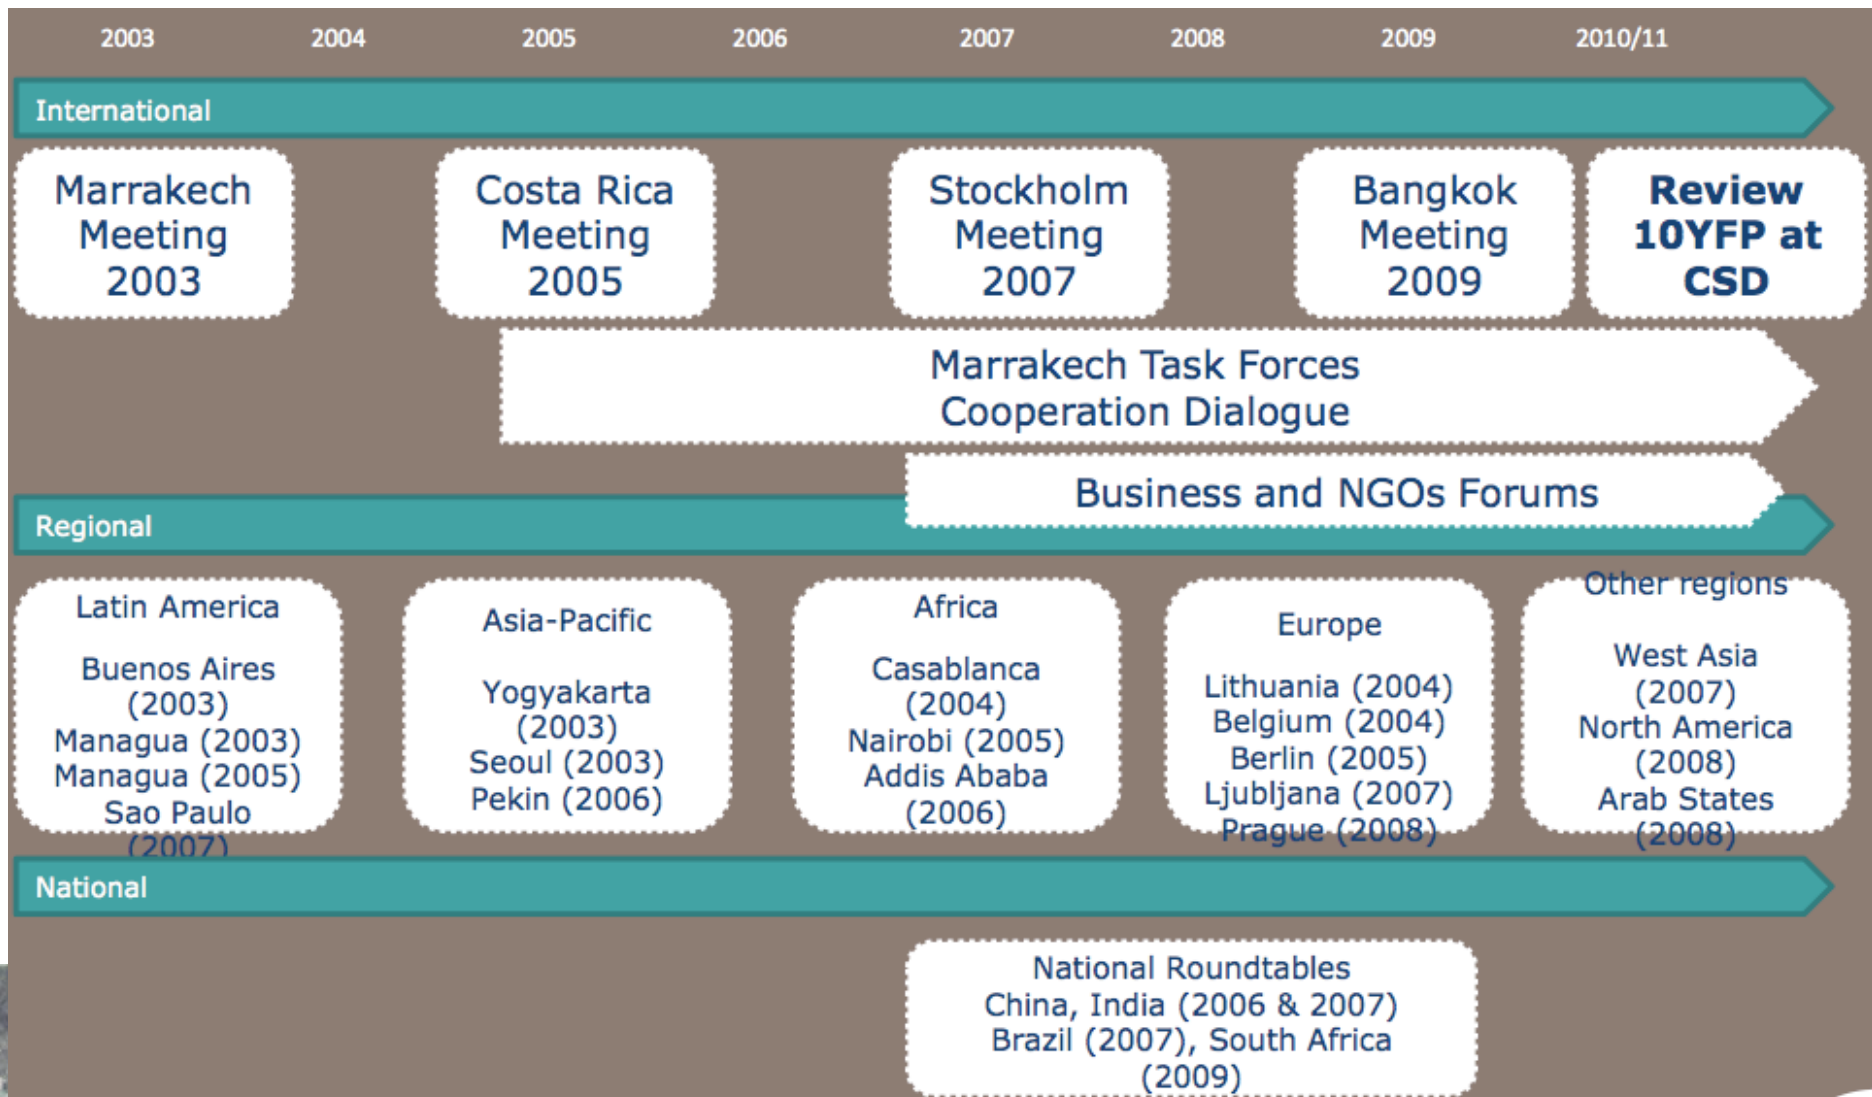 2003 2004 2005 2006 2007 2008 2009 2010/11
International
Marrakech
Meeting
2003
Costa Rica
Meeting
2005
Stockholm
Meeting
2007
Bangkok
Meeting
2009
Review
10YFP at
CSD
Marrakech Task Forces
Cooperation Dialogue
Business and NGOs Forums
Regional
Latin America
Buenos Aires
(2003)
Managua (2003)
Managua (2005)
Sao Paulo
(2007)
Asia-Pacific
Yogyakarta
(2003)
Seoul (2003)
Pekin (2006)
Africa
Casablanca
(2004)
Nairobi (2005)
Addis Ababa
(2006)
Europe
Lithuania (2004)
Belgium (2004)
Berlin (2005)
Ljubljana (2007)
Prague (2008)
Other regions
West Asia
(2007)
North America
(2008)
Arab States
(2008)
National
National Roundtables
China, India (2006 & 2007)
Brazil (2007), South Africa
(2009)